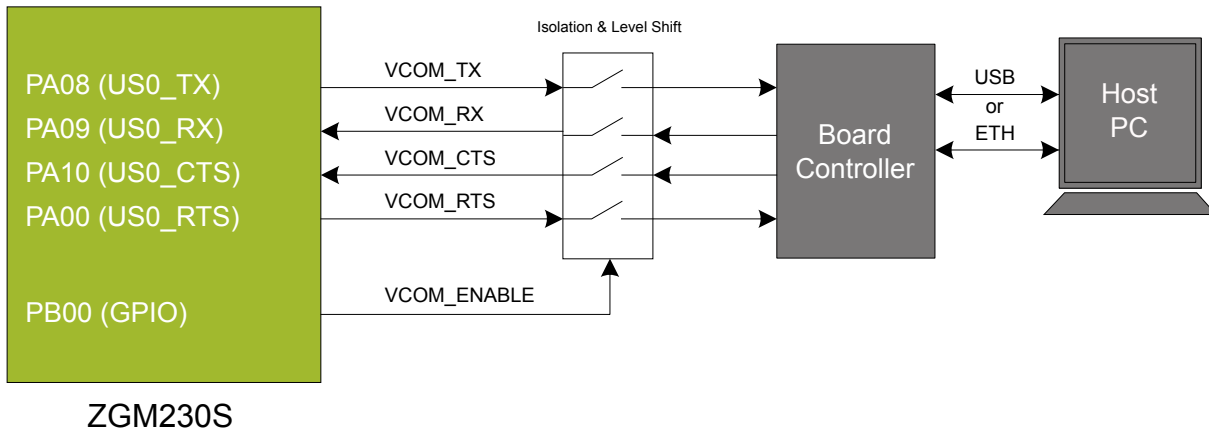 Isolation & Level Shift
PA08 (US0_TX)
VCOM_TX
PA09 (US0_RX)
VCOM_RX
PA10 (US0_CTS)
VCOM_CTS
PA00 (US0_RTS)
VCOM_RTS
PB00 (GPIO)
VCOM_ENABLE
Board
Controller
USB
or
ETH
Host
PC
ZGM230S